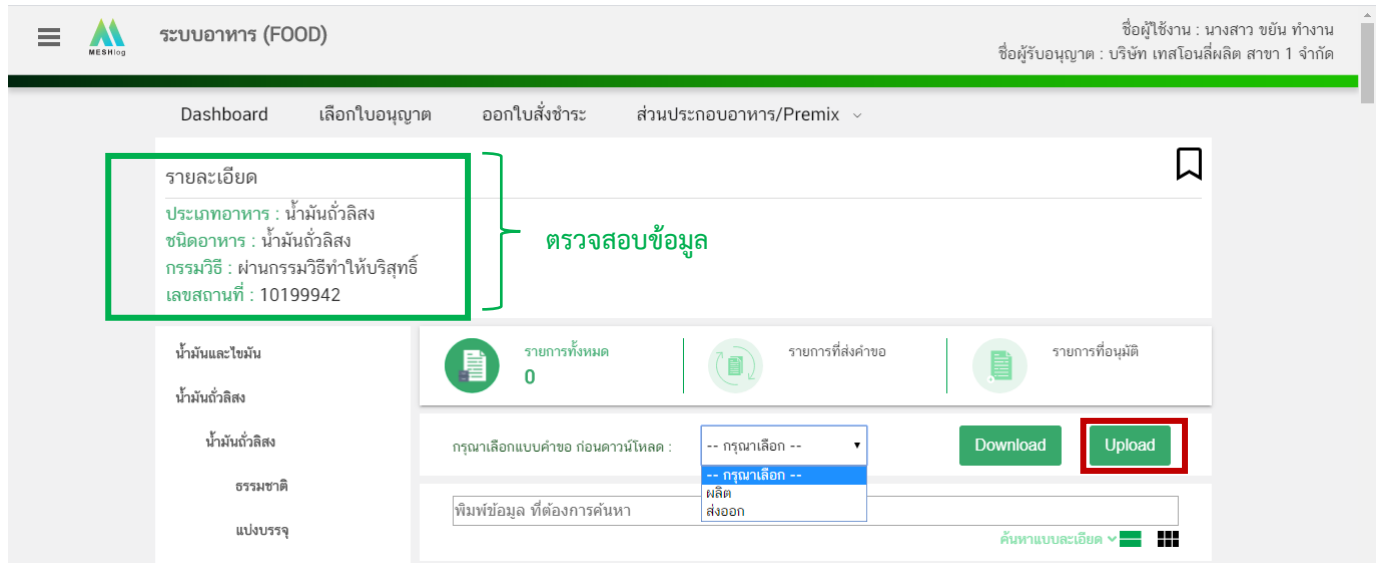 MESHlog
ระบบอาหาร (FOOD)
ชื่อผู้ใช้งาน : นางสาว ขยัน ทำงาน
ชื่อผู้รับอนุญาต : บริษัท เทสโอนลี่ผลิต สาขา 1 จำกัด
Dashboard เลือกใบอนุญาต ออกใบสั่งชำระ ส่วนประกอบอาหาร/Premix
รายละเอียด
ประเภทอาหาร : น้ำมันถั่วลิสง
ชนิดอาหาร : น้ำมันถั่วลิสง
กรรมวิธี : ผ่านกรรมวิธีทำให้บริสุทธิ์
เลขสถานที่ : 10199942
ตรวจสอบข้อมูล
น้ำมันและไขมัน
น้ำมันถั่วลิสง
น้ำมันถั่วลิสง
ธรรมชาติ
แบ่งบรรจุ
รายการทั้งหมด
0
รายการที่ส่งคำขอ
รายการที่อนุมัติ
กรุณาเลือกแบบคำขอ ก่อนดาวน์โหลด : -- กรุณาเลือก -- Download Upload
-- กรุณาเลือก --
ผลิต
ส่งออก
พิมพ์ข้อมูล ที่ต้องการค้นหา
ค้นหาแบบละเอียด